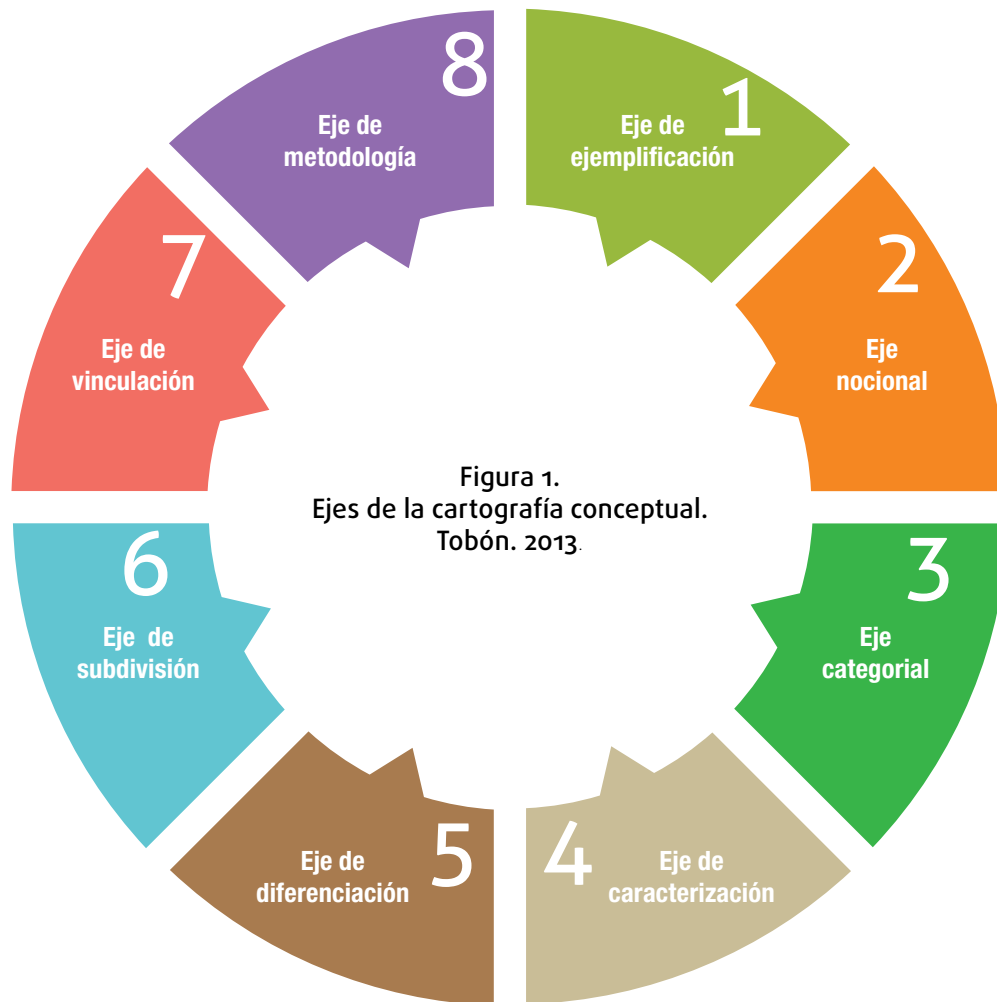 1
Eje de
ejemplificación
2
Eje
nocional
3
Eje
categorial
4
Eje de
caracterización
5
Eje de
diferenciación
6
Eje de
subdivisión
7
Eje de
vinculación
8
Eje de
metodología
Figura 1.
Ejes de la cartografía conceptual.
Tobón. 2013.